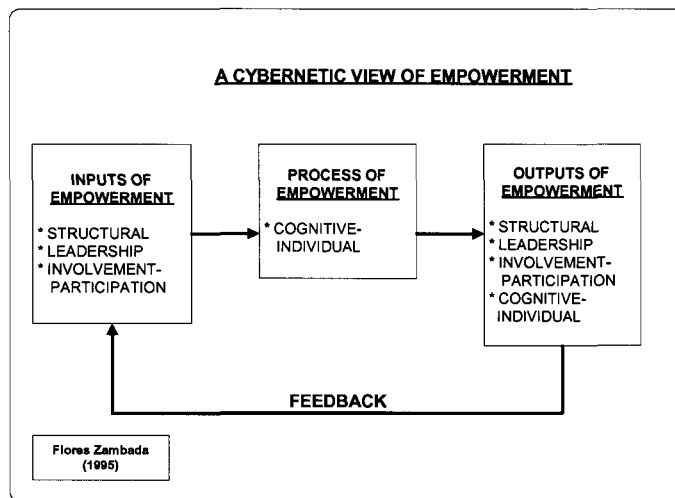 A CYBERNETIC VIEW OF EMPOWERMENT
INPUTS OF
EMPOWERMENT
* STRUCTURAL
* LEADERSHIP
* INVOLVEMENT-
PARTICIPATION
PROCESS OF
EMPOWERMENT
* COGNITIVE-
INDIVIDUAL
OUTPUTS OF
EMPOWERMENT
* STRUCTURAL
* LEADERSHIP
* INVOLVEMENT-
PARTICIPATION
* COGNITIVE-
INDIVIDUAL
FEEDBACK
Flores Zambada
(1995)